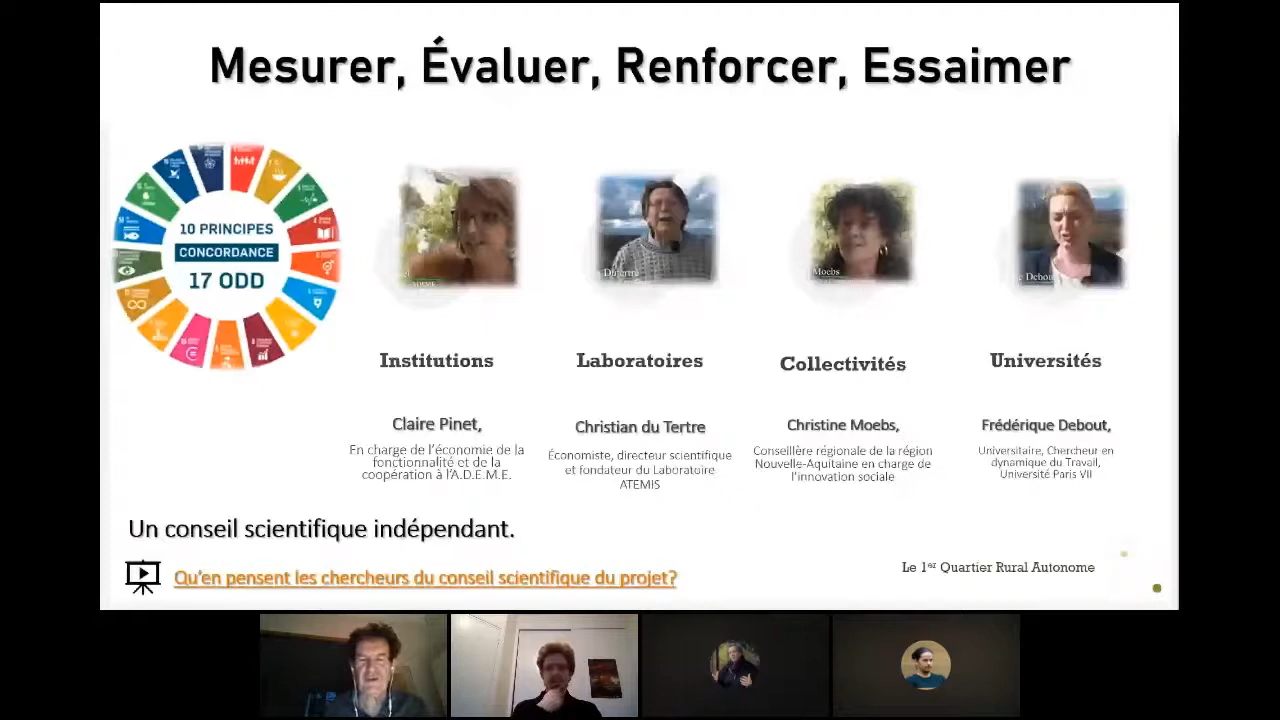 Mesurer, Évaluer, Renforcer, Essaimer
10 PRINCIPES
CONCORDANCE
17 ODD
Moebs
Institutions
Laboratoires
Collectivités
Universités
Claire Pinet,
En charge de l'économie de la
fonctionnalité et de la
coopération à l'A.D.E.M.E.
Christian du Tertre
Économiste, directeur scientifique
et fondateur du Laboratoire
ATEMIS
Christine Moebs,
Conseillère régionale de la région
Nouvelle-Aquitaine en charge de
l'innovation sociale
Frédérique Debout,
Universitaire, Chercheur en
dynamique du Travail,
Université Paris VII
Un conseil scientifique indépendant.
Qu'en pensent les chercheurs du conseil scientifique du projet?
Le 1er Quartier Rural Autonome